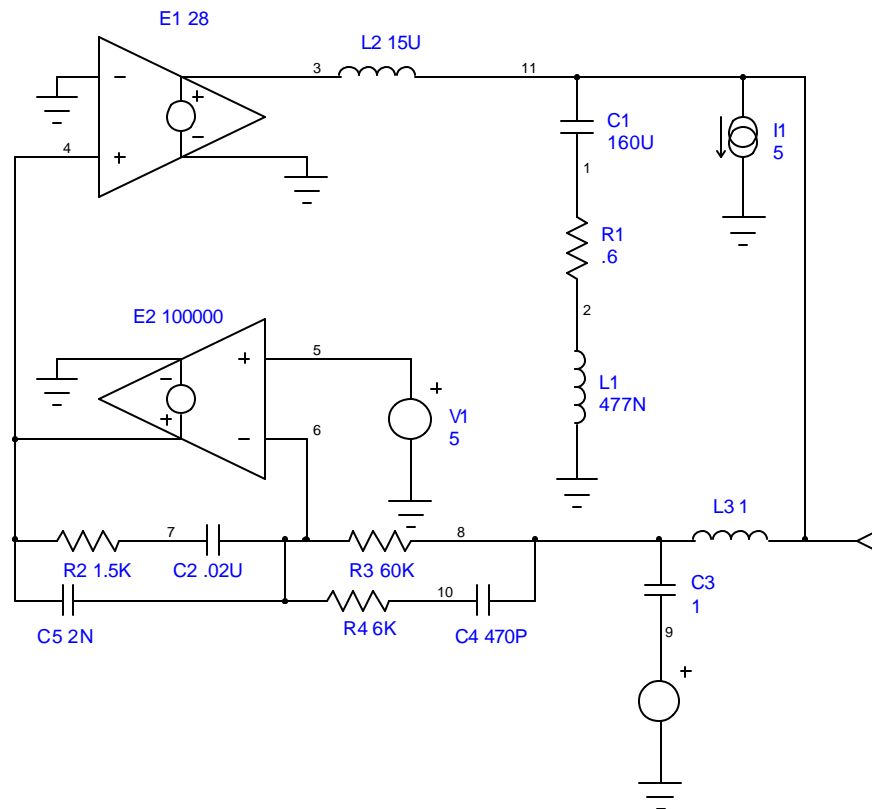 E1 28
L2 15U
3
11
C1
160U
I1
5
4
1
R1
.6
2
E2 100000
5
L1
477N
V1
5
6
L3 1
7
8
R2 1.5K
C2 .02U
R3 60K
10
C3
1
C5 2N
R4 6K
C4 470P
9